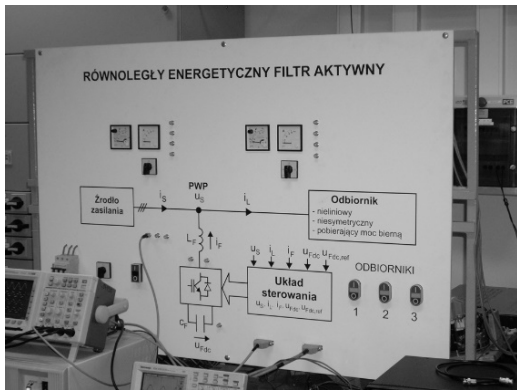 RÓWNOLEGŁY ENERGETYCZNY FILTR AKTYWNY
PWP
Źródło
zasilania
iS
uS
iL
Odbiornik
- nieliniowy
- niesymetryczny
- pobierający moc bierną
LF
iF
uS iL iF uFdc uFdc,ref
Układ
sterowania
uS, iL, iF, uFdc, uFdc,ref
ODBIORNIKI
1 2 3
CF
uFdc